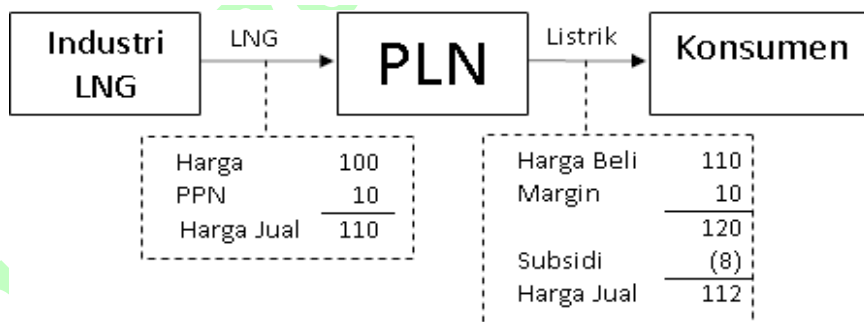 Industri
LNG
LNG
PLN
Listrik
Konsumen
Harga 100
PPN 10
Harga Jual 110
Harga Beli 110
Margin 10
120
Subsidi (8)
Harga Jual 112